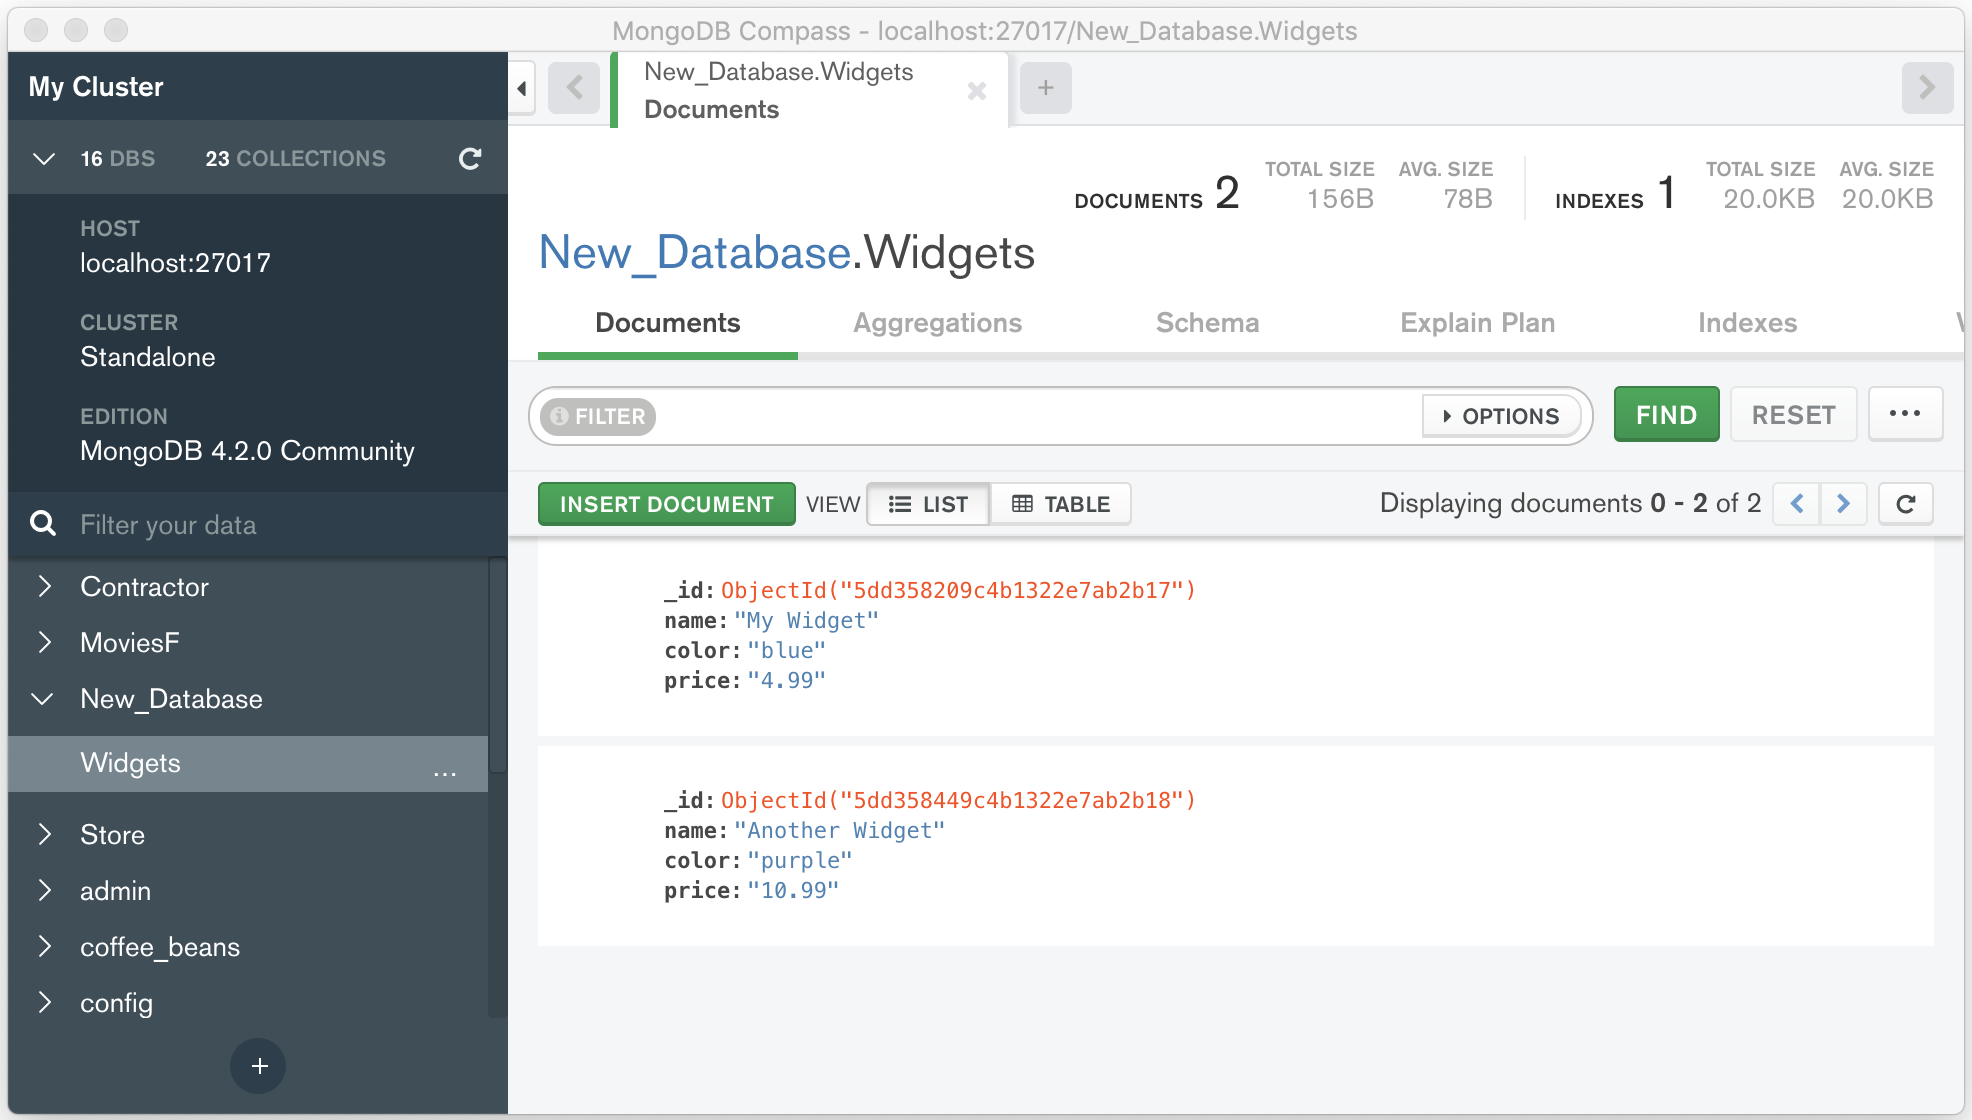 MongoDB Compass - localhost:27017/New_Database.Widgets
My Cluster
16 DBS 23 COLLECTIONS
HOST
localhost:27017
CLUSTER
Standalone
EDITION
MongoDB 4.2.0 Community
Filter your data
Contractor
MoviesF
New_Database
Widgets ...
Store
admin
coffee_beans
config
+
New_Database.Widgets
Documents
+
DOCUMENTS 2 TOTAL SIZE 156B AVG. SIZE 78B
INDEXES 1 TOTAL SIZE 20.0KB AVG. SIZE 20.0KB
New_Database.Widgets
Documents Aggregations Schema Explain Plan Indexes
FILTER OPTIONS FIND RESET ...
INSERT DOCUMENT VIEW LIST TABLE Displaying documents 0 - 2 of 2
_id: ObjectId("5dd358209c4b1322e7ab2b17")
name: "My Widget"
color: "blue"
price: "4.99"
_id: ObjectId("5dd358449c4b1322e7ab2b18")
name: "Another Widget"
color: "purple"
price: "10.99"